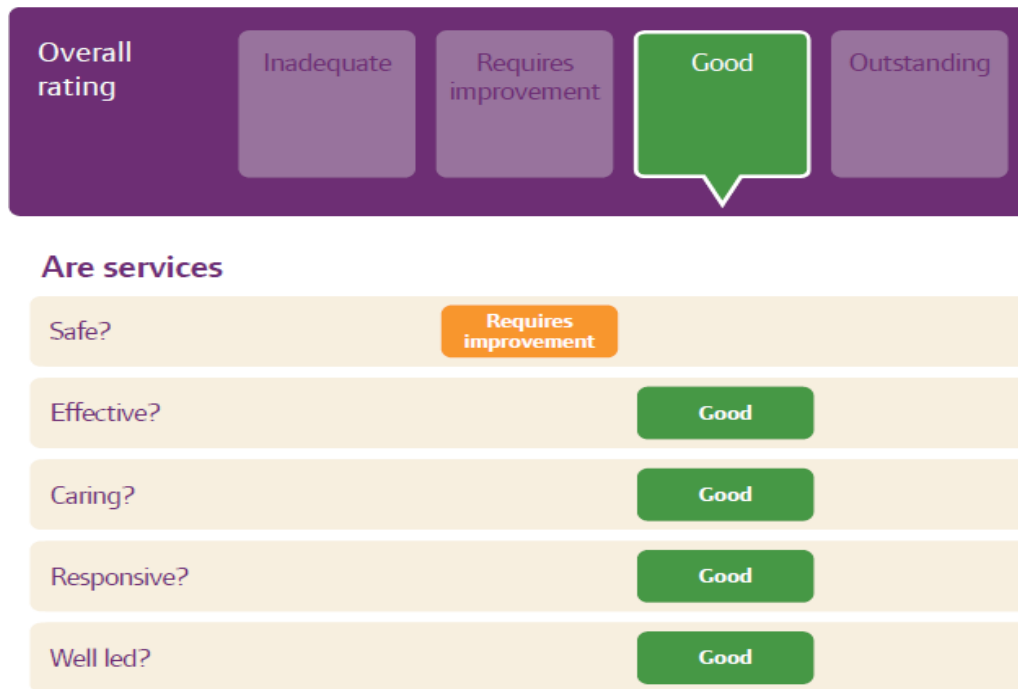 Overall
rating
Inadequate
Requires
improvement
Good
Outstanding
Are services
Safe?
Requires
improvement
Effective?
Good
Caring?
Good
Responsive?
Good
Well led?
Good